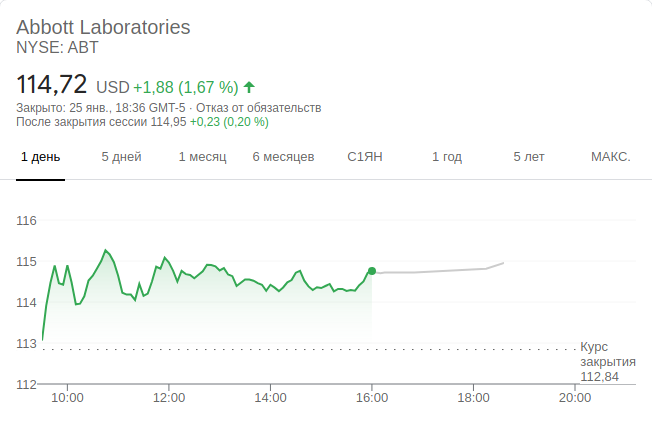 Abbott Laboratories
NYSE: ABT
114,72 USD +1,88 (1,67 %)
Закрыто: 25 янв., 18:36 GMT-5 · Отказ от обязательств
После закрытия сессии 114,95 +0,23 (0,20 %)
1 день 5 дней 1 месяц 6 месяцев С1ЯН 1 год 5 лет МАКС.
116
115
114
113
112
Курс
закрытия
112,84
10:00 12:00 14:00 16:00 18:00 20:00